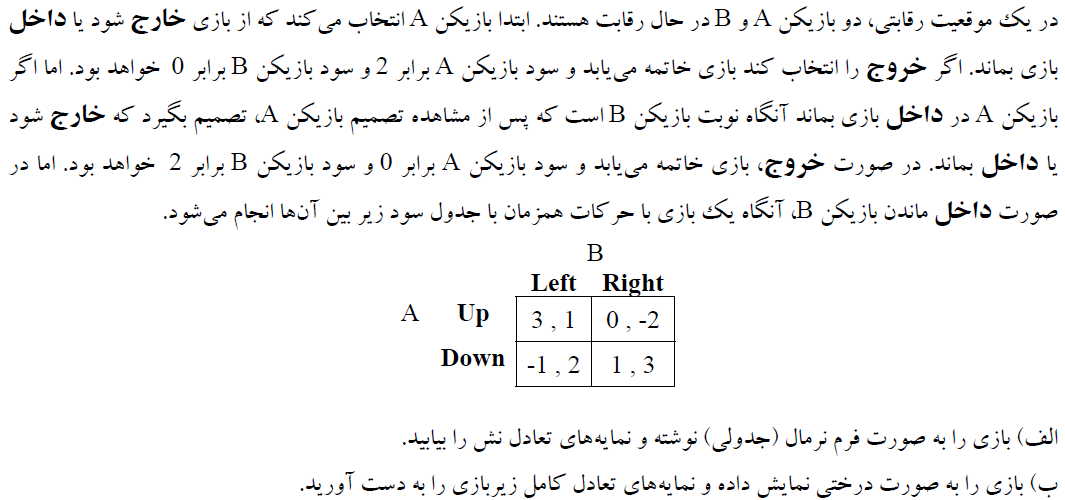 در یک موقعیت رقابتی، دو بازیکن A و B در حال رقابت هستند. ابتدا بازیکن A انتخاب می‌کند که از بازی خارج شود یا داخل
بازی بماند. اگر خروج را انتخاب کند بازی خاتمه می‌یابد و سود بازیکن A برابر 2 و سود بازیکن B برابر 0 خواهد بود. اما اگر
بازیکن A در داخل بازی بماند آنگاه نوبت بازیکن B است که پس از مشاهده تصمیم بازیکن A، تصمیم بگیرد که خارج شود
یا داخل بماند. در صورت خروج، بازی خاتمه می‌یابد و سود بازیکن A برابر 0 و سود بازیکن B برابر 2 خواهد بود. اما در
صورت داخل ماندن بازیکن B، آنگاه یک بازی با حرکات همزمان با جدول سود زیر بین آن‌ها انجام می‌شود.
B
Left Right
A Up 3 , 1 0 , -2
Down -1 , 2 1 , 3
الف) بازی را به صورت فرم نرمال (جدولی) نوشته و نمایه‌های تعادل نش را بیابید.
ب) بازی را به صورت درختی نمایش داده و نمایه‌های تعادل کامل زیربازی را به دست آورید.